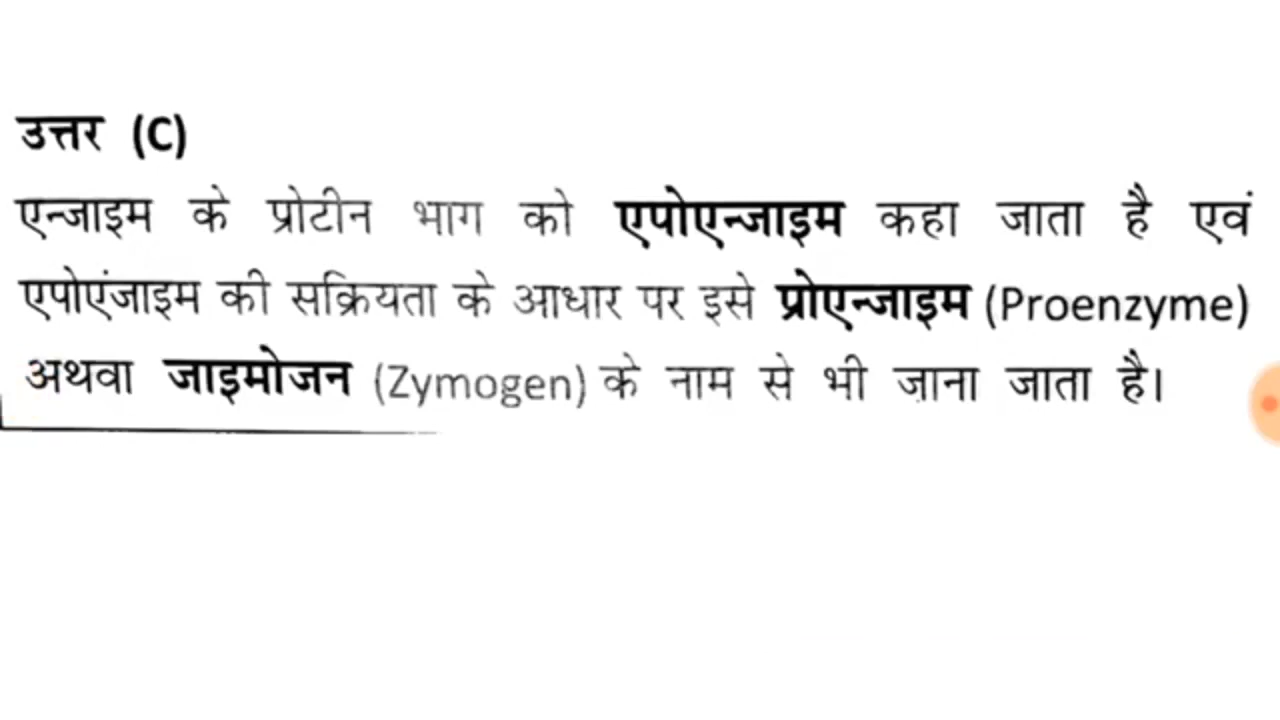 उत्तर (C)
एन्जाइम के प्रोटीन भाग को एपोएन्जाइम कहा जाता है एवं
एपोएंजाइम की सक्रियता के आधार पर इसे प्रोएन्जाइम (Proenzyme)
अथवा जाइमोजन (Zymogen) के नाम से भी जाना जाता है।